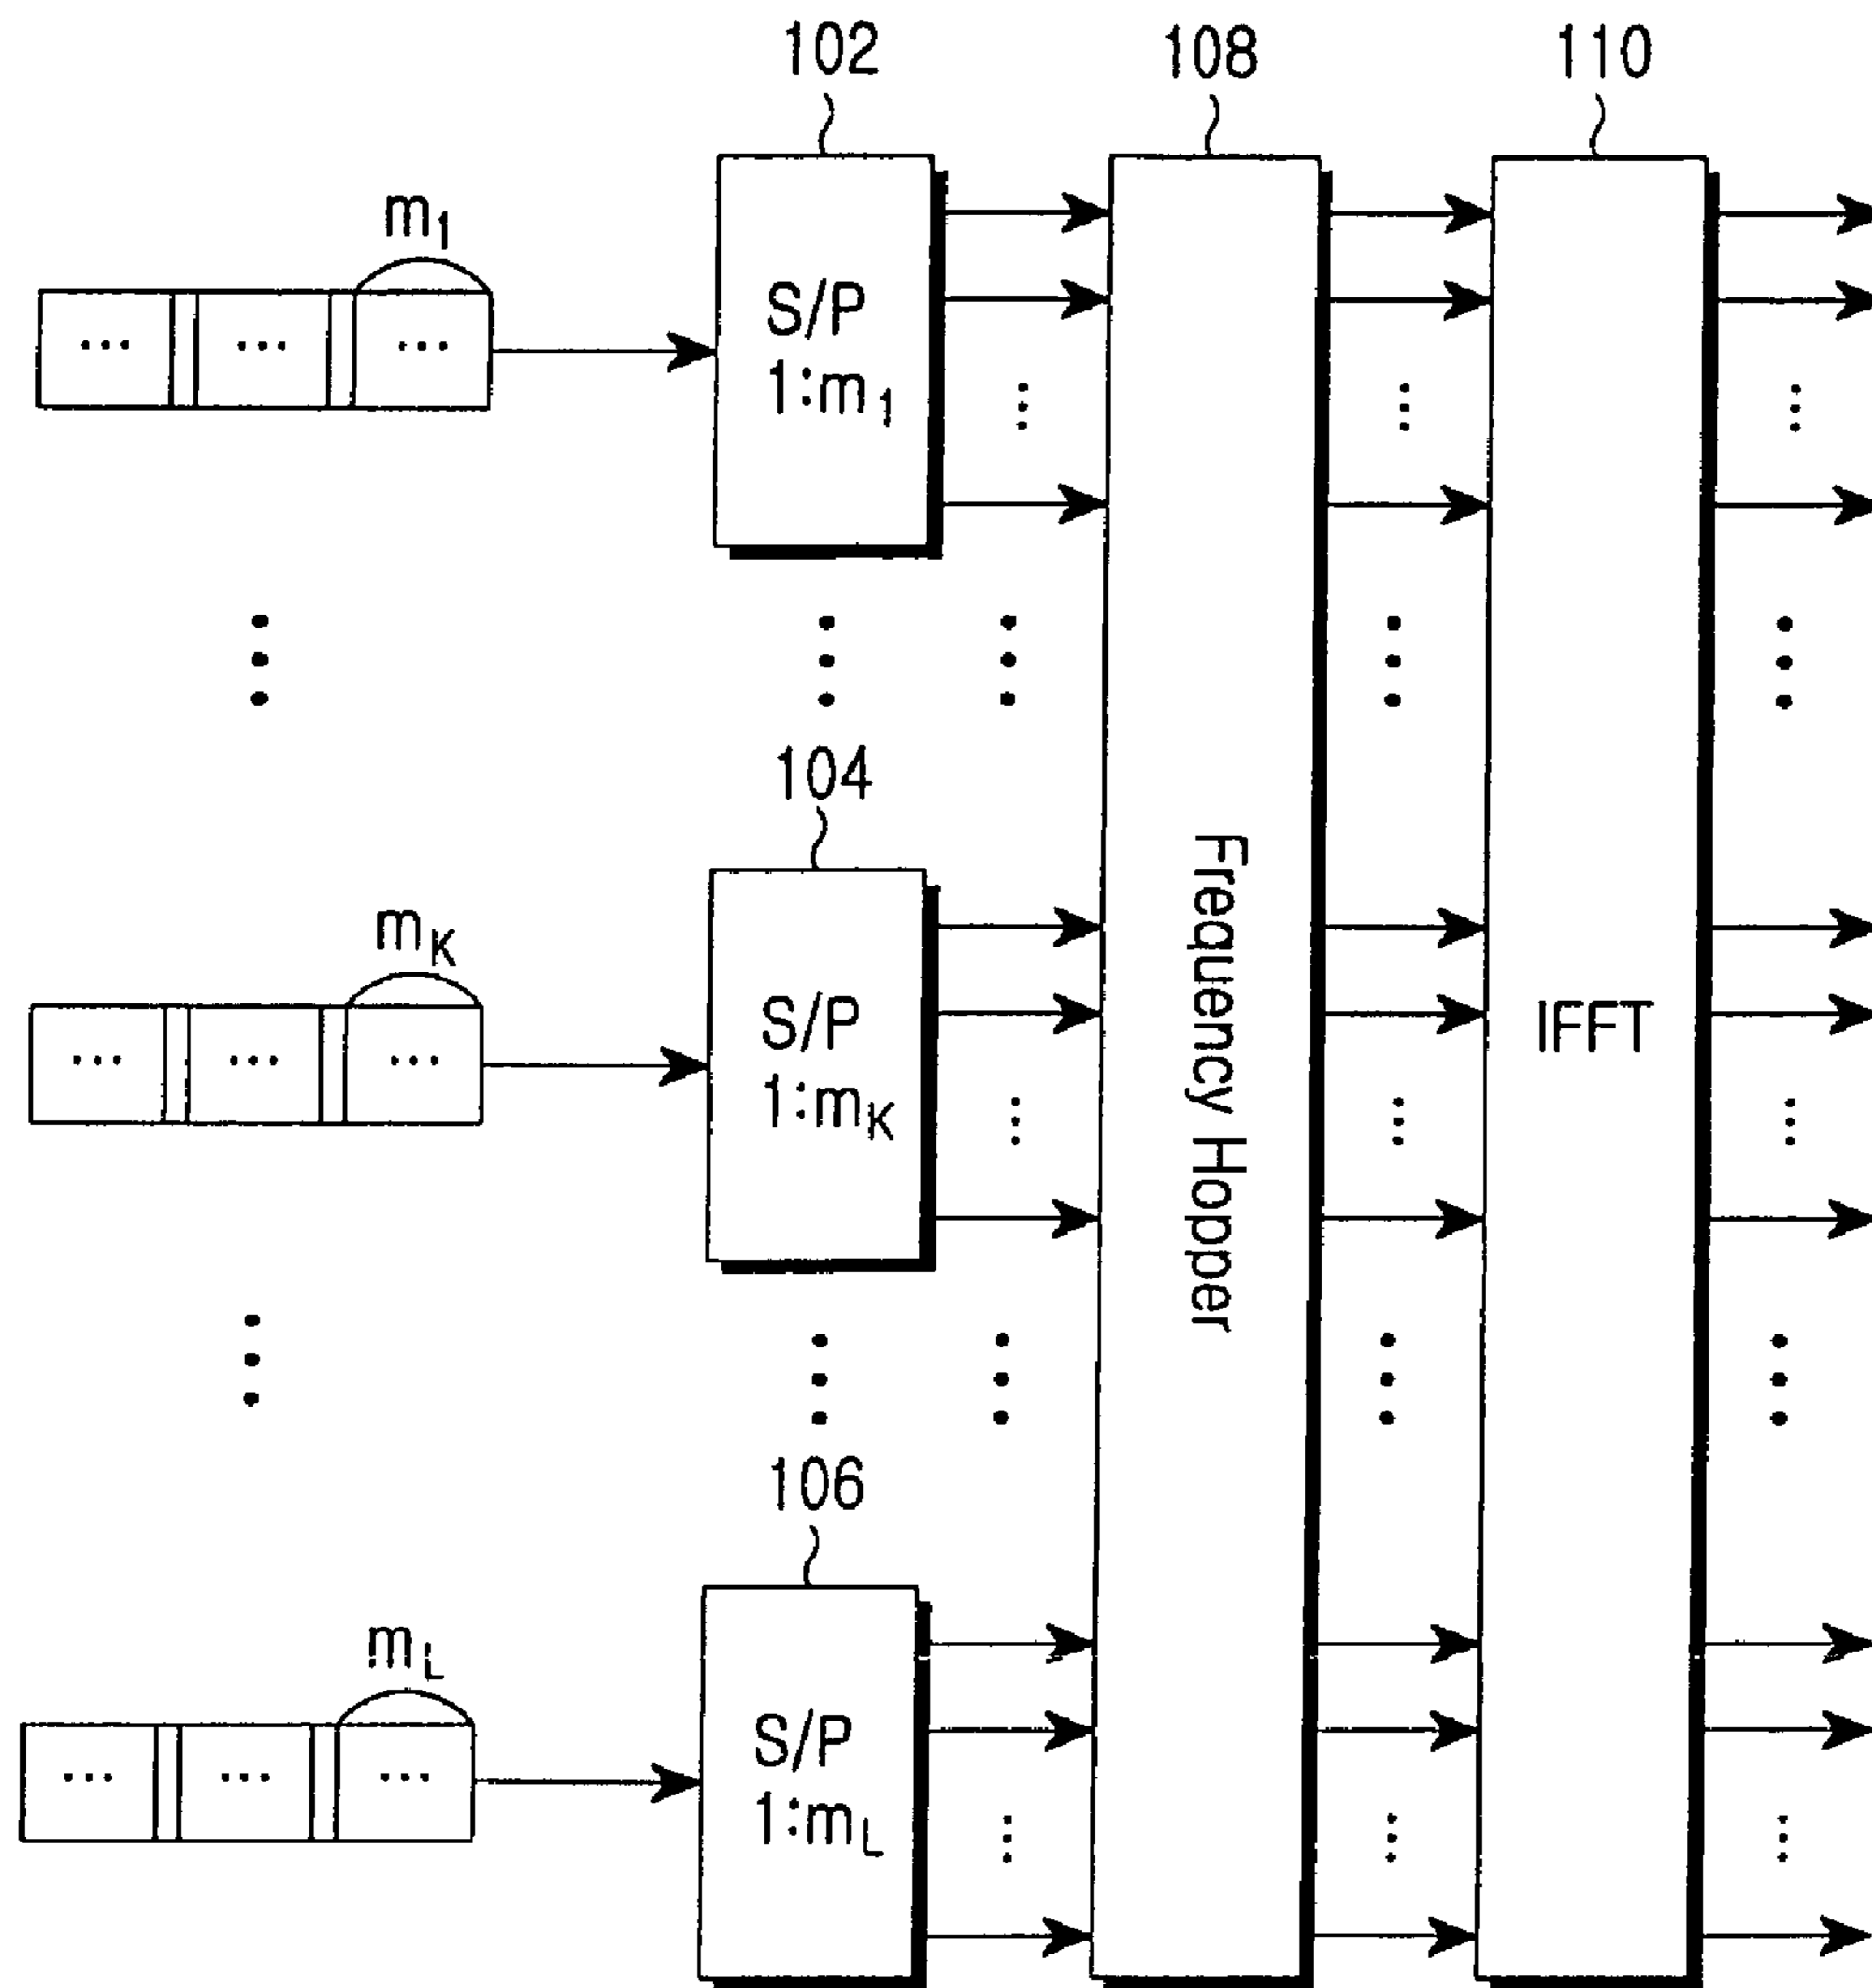 102
108
110
m1
S/P
1:m1
104
mK
S/P
1:mK
Frequency Hopper
IFFT
106
mL
S/P
1:mL